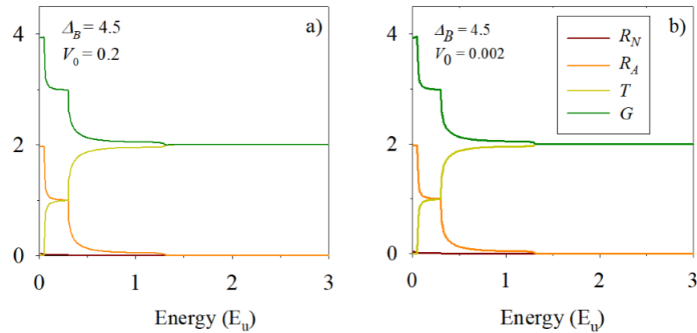 4
2
0
Δ_B = 4.5
V_0 = 0.2
a)
0 1 2 3
Energy (E_u)
4
2
0
Δ_B = 4.5
V_0 = 0.002
b)
R_N
R_A
T
G
0 1 2 3
Energy (E_u)